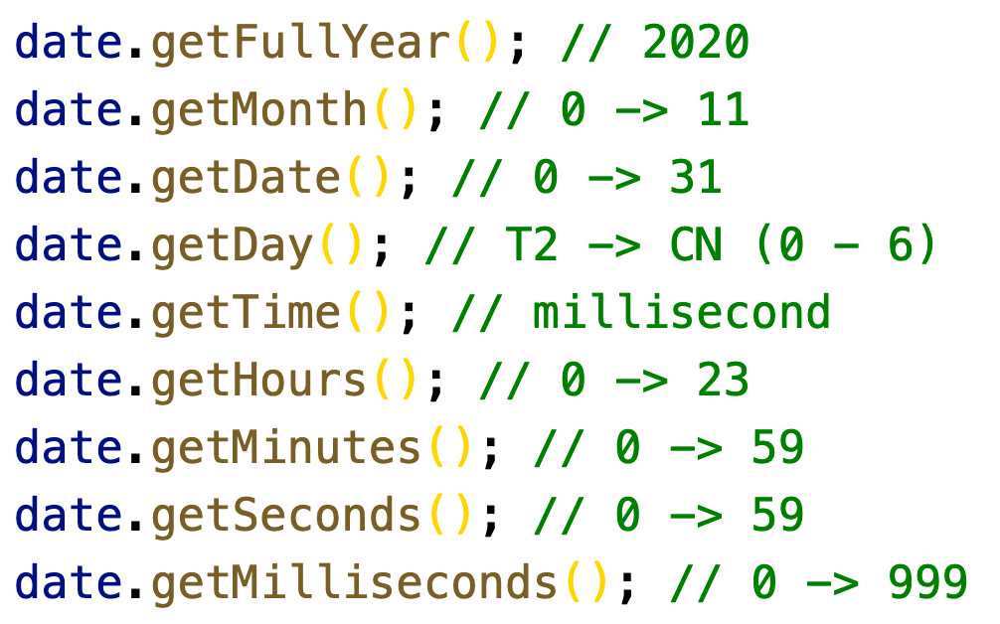 date.getFullYear(); // 2020
date.getMonth(); // 0 -> 11
date.getDate(); // 0 -> 31
date.getDay(); // T2 -> CN (0 - 6)
date.getTime(); // millisecond
date.getHours(); // 0 -> 23
date.getMinutes(); // 0 -> 59
date.getSeconds(); // 0 -> 59
date.getMilliseconds(); // 0 -> 999